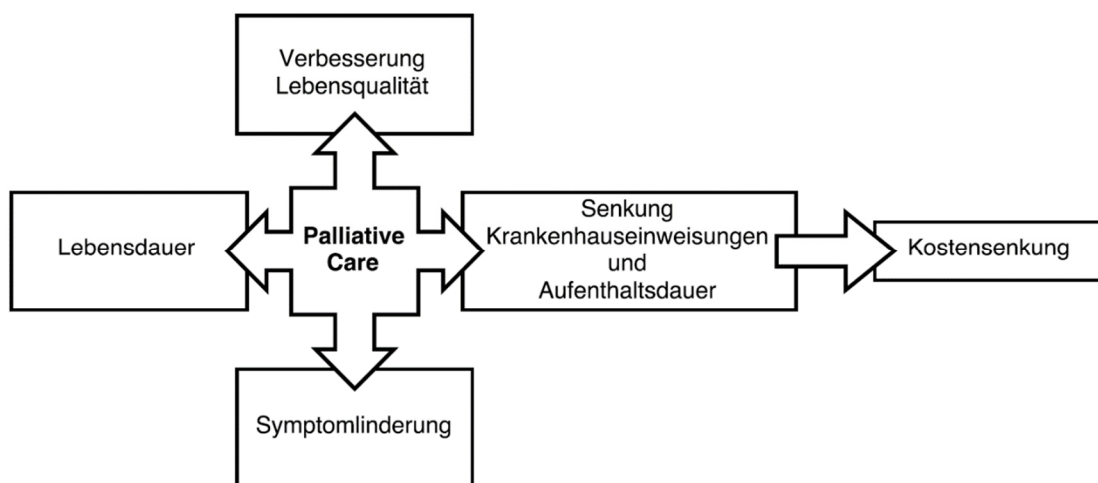 Verbesserung
Lebensqualität
Lebensdauer
Palliative
Care
Senkung
Krankenhauseinweisungen
und
Aufenthaltsdauer
Kostensenkung
Symptomlinderung